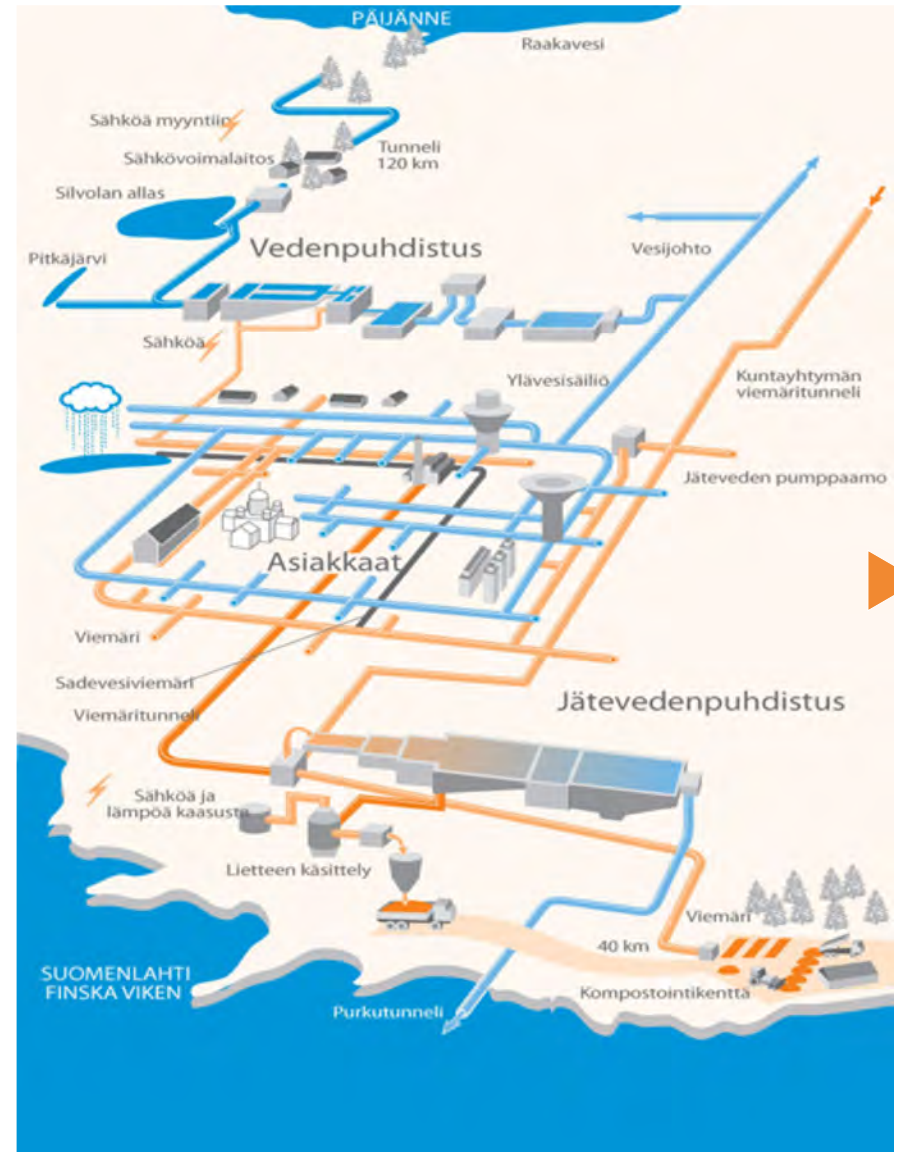 PÄIJÄNNE
Raakavesi
Sähköä myyntiin
Tunneli
120 km
Sähkövoimalaitos
Silvolan allas
Vedenpuhdistus
Vesijohto
Pitkäjärvi
Sähköä
Ylävesisäiliö
Kuntayhtymän
viemäritunneli
Jäteveden pumppaamo
Asiakkaat
Viemäri
Sadevesiviemäri
Viemäritunneli
Jätevedenpuhdistus
Sähköä ja
lämpöä kaasusta
Lietteen käsittely
Viemäri
40 km
SUOMENLAHTI
FINSKA VIKEN
Kompostointikenttä
Purkutunneli